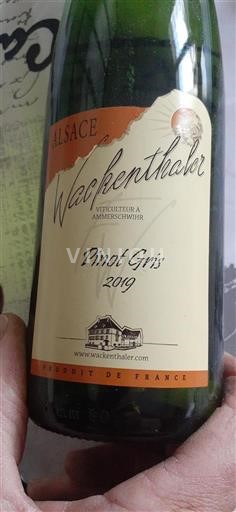 ALSACE
Wackenthaler
VITICULTEUR À
AMMERSCHWIHR
Pinot Gris
2019
www.wackenthaler.com
PRODUIT DE FRANCE